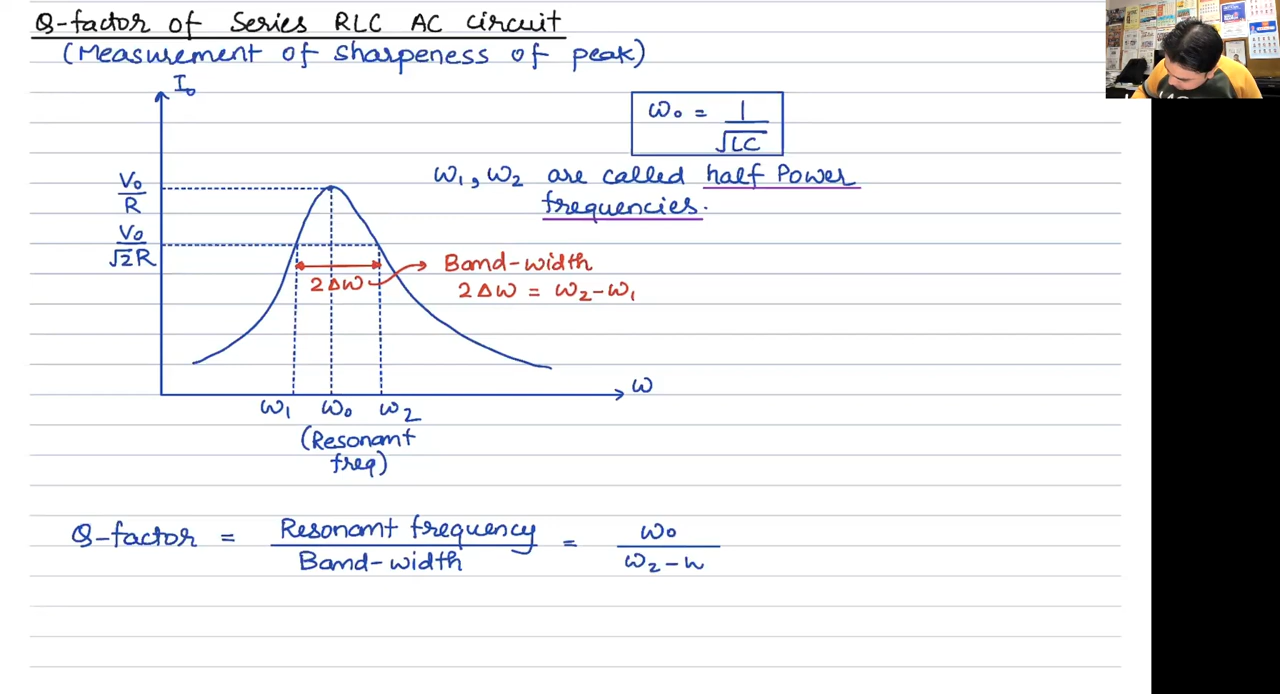 Q-factor of Series RLC AC Circuit
(Measurement of sharpeness of peak)
I₀
ω₀ = 1/√LC
ω₁, ω₂ are called half Power
frequencies.
V₀/R
V₀/√2R
Band-width
2Δω
2Δω = ω₂-ω₁
ω
ω₁ ω₀ ω₂
(Resonant
freq)
Q-factor = Resonant frequency/Band-width = ω₀/ω₂-